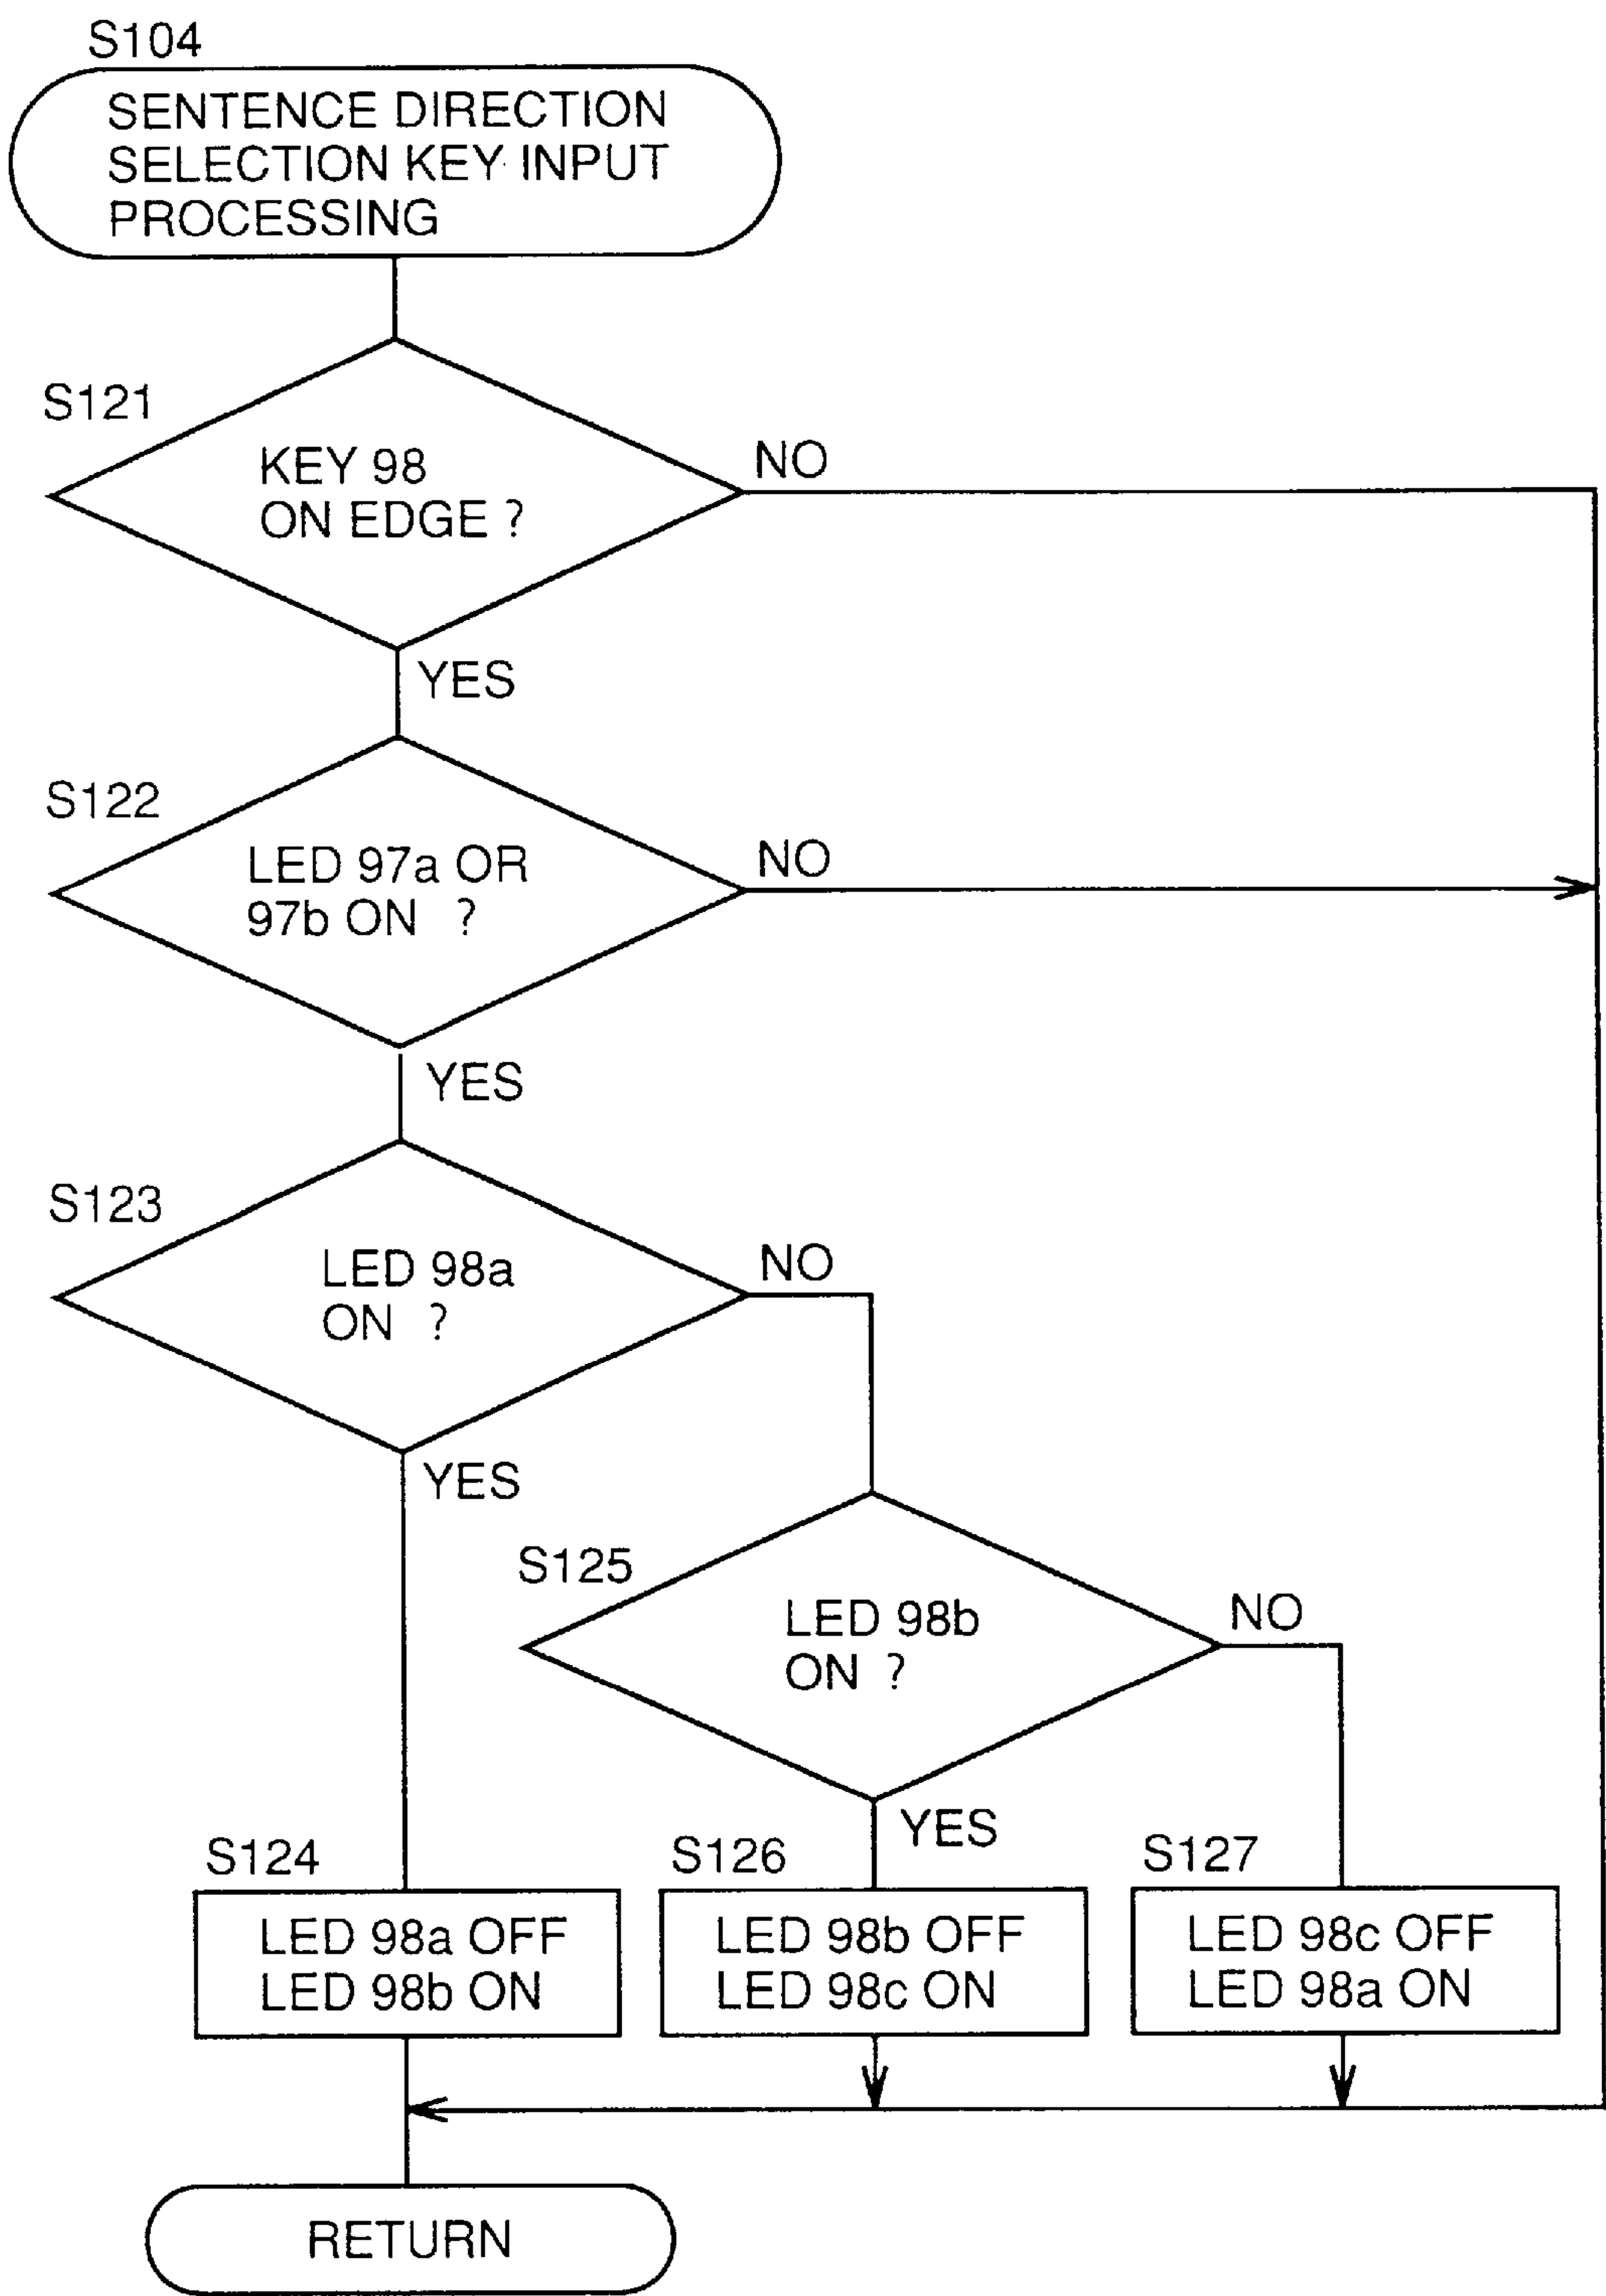 S104
SENTENCE DIRECTION
SELECTION KEY INPUT
PROCESSING
S121
KEY 98
ON EDGE ?
NO
YES
S122
LED 97a OR
97b ON ?
NO
YES
S123
LED 98a
ON ?
NO
YES
S125
LED 98b
ON ?
NO
YES
S124
LED 98a OFF
LED 98b ON
S126
LED 98b OFF
LED 98c ON
S127
LED 98c OFF
LED 98a ON
RETURN